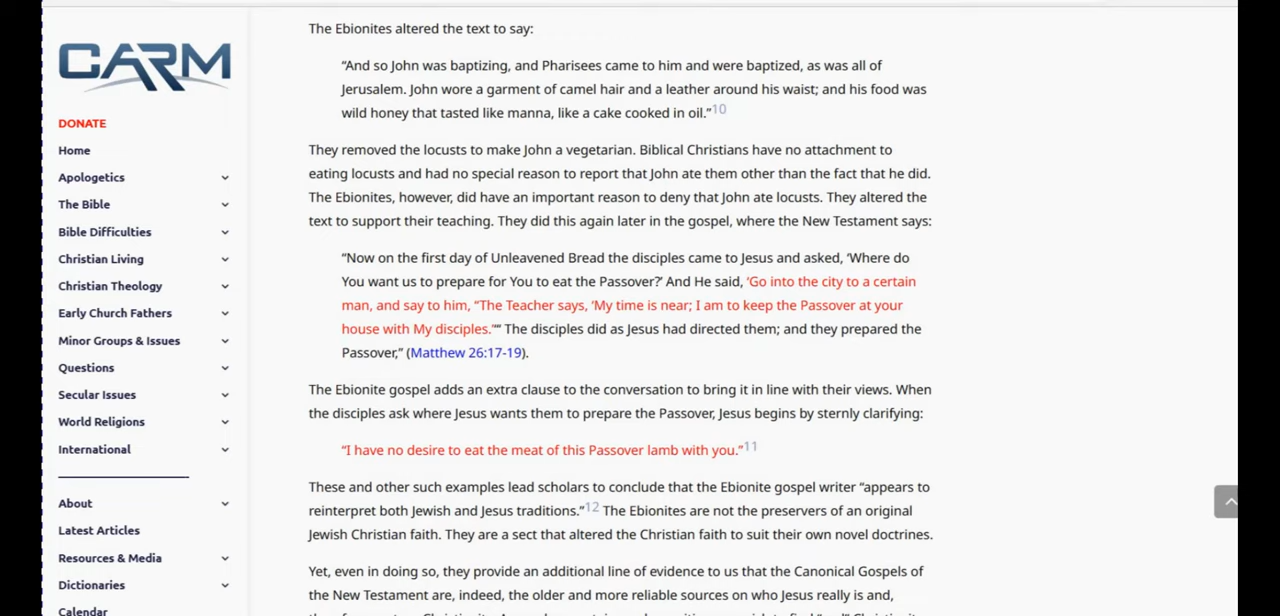 CARM
DONATE
Home
Apologetics
The Bible
Bible Difficulties
Christian Living
Christian Theology
Early Church Fathers
Minor Groups & Issues
Questions
Secular Issues
World Religions
International
About
Latest Articles
Resources & Media
Dictionaries
Calendar
The Ebionites altered the text to say:
“And so John was baptizing, and Pharisees came to him and were baptized, as was all of
Jerusalem. John wore a garment of camel hair and a leather around his waist; and his food was
wild honey that tasted like manna, like a cake cooked in oil.”10
They removed the locusts to make John a vegetarian. Biblical Christians have no attachment to
eating locusts and had no special reason to report that John ate them other than the fact that he did.
The Ebionites, however, did have an important reason to deny that John ate locusts. They altered the
text to support their teaching. They did this again later in the gospel, where the New Testament says:
“Now on the first day of Unleavened Bread the disciples came to Jesus and asked, ‘Where do
You want us to prepare for You to eat the Passover?’ And He said, ‘Go into the city to a certain
man, and say to him, “The Teacher says, ‘My time is near; I am to keep the Passover at your
house with My disciples.’““ The disciples did as Jesus had directed them; and they prepared the
Passover,” (Matthew 26:17-19).
The Ebionite gospel adds an extra clause to the conversation to bring it in line with their views. When
the disciples ask where Jesus wants them to prepare the Passover, Jesus begins by sternly clarifying:
“I have no desire to eat the meat of this Passover lamb with you.”11
These and other such examples lead scholars to conclude that the Ebionite gospel writer “appears to
reinterpret both Jewish and Jesus traditions.”12 The Ebionites are not the preservers of an original
Jewish Christian faith. They are a sect that altered the Christian faith to suit their own novel doctrines.
Yet, even in doing so, they provide an additional line of evidence to us that the Canonical Gospels of
the New Testament are, indeed, the older and more reliable sources on who Jesus really is and,